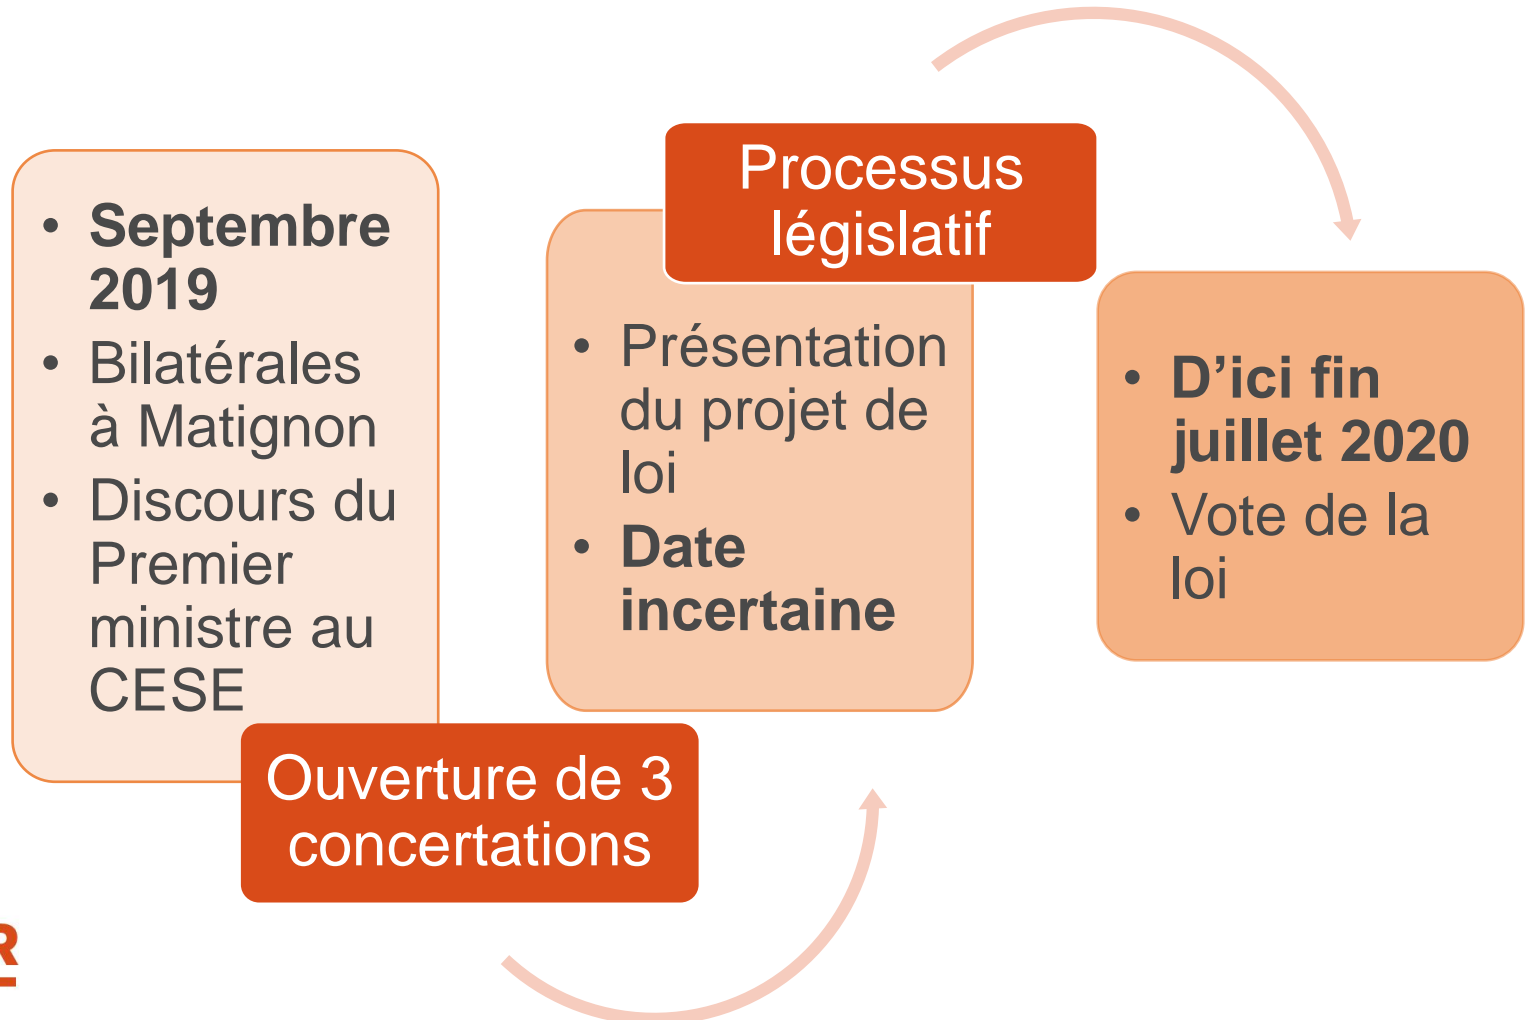 • Septembre
2019
• Bilatérales
à Matignon
• Discours du
Premier
ministre au
CESE
Ouverture de 3
concertations
Processus
législatif
• Présentation
du projet de
loi
• Date
incertaine
• D’ici fin
juillet 2020
• Vote de la
loi
R